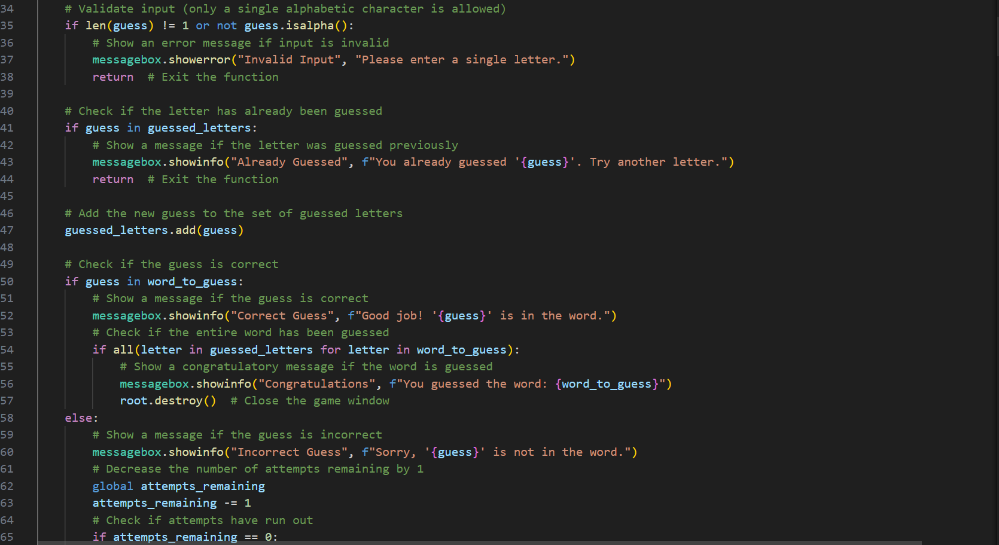 34 # Validate input (only a single alphabetic character is allowed)
35 if len(guess) != 1 or not guess.isalpha():
36 # Show an error message if input is invalid
37 messagebox.showerror("Invalid Input", "Please enter a single letter.")
38 return  # Exit the function
39
40 # Check if the letter has already been guessed
41 if guess in guessed_letters:
42 # Show a message if the letter was guessed previously
43 messagebox.showinfo("Already Guessed", f"You already guessed '{guess}'. Try another letter.")
44 return  # Exit the function
45
46 # Add the new guess to the set of guessed letters
47 guessed_letters.add(guess)
48
49 # Check if the guess is correct
50 if guess in word_to_guess:
51 # Show a message if the guess is correct
52 messagebox.showinfo("Correct Guess", f"Good job! '{guess}' is in the word.")
53 # Check if the entire word has been guessed
54 if all(letter in guessed_letters for letter in word_to_guess):
55 # Show a congratulatory message if the word is guessed
56 messagebox.showinfo("Congratulations", f"You guessed the word: {word_to_guess}")
57 root.destroy()  # Close the game window
58 else:
59 # Show a message if the guess is incorrect
60 messagebox.showinfo("Incorrect Guess", f"Sorry, '{guess}' is not in the word.")
61 # Decrease the number of attempts remaining by 1
62 global attempts_remaining
63 attempts_remaining -= 1
64 # Check if attempts have run out
65 if attempts_remaining == 0: